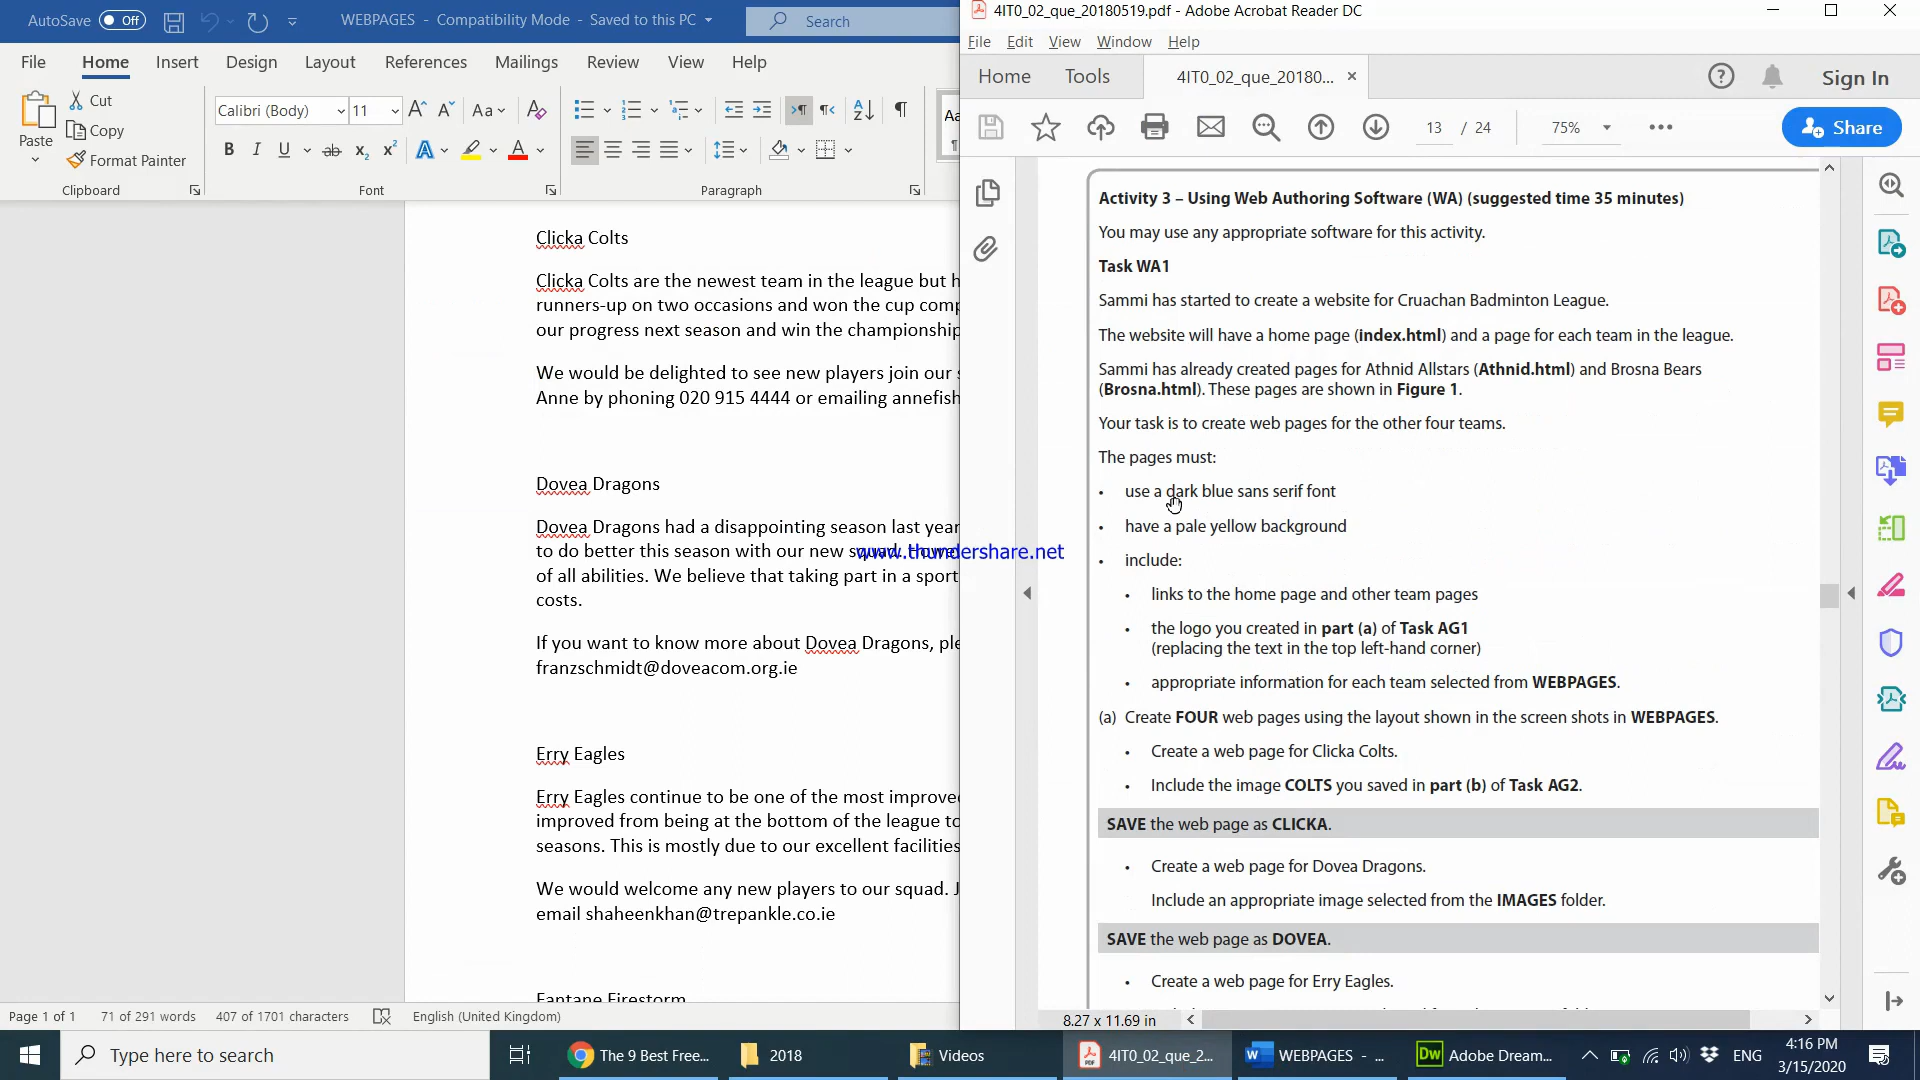 AutoSave Off WEBPAGES - Compatibility Mode - Saved to this PC Search
File Home Insert Design Layout References Mailings Review View Help
Paste
Cut
Copy
Format Painter
Calibri (Body) 11
Clipboard Font Paragraph
Clicka Colts
Clicka Colts are the newest team in the league but h
runners-up on two occasions and won the cup comp
our progress next season and win the championship
We would be delighted to see new players join our s
Anne by phoning 020 915 4444 or emailing annefish
Dovea Dragons
Dovea Dragons had a disappointing season last year
to do better this season with our new squad. Howe
of all abilities. We believe that taking part in a sport
costs.
If you want to know more about Dovea Dragons, ple
franzschmidt@doveacom.org.ie
Erry Eagles
Erry Eagles continue to be one of the most improve
improved from being at the bottom of the league to
seasons. This is mostly due to our excellent facilities
We would welcome any new players to our squad. J
email shaheenkhan@trepankle.co.ie
Fantane Firestorm
Page 1 of 1 71 of 291 words 407 of 1701 characters English (United Kingdom)
www.thundershare.net
4IT0_02_que_20180519.pdf - Adobe Acrobat Reader DC
File Edit View Window Help
Home Tools 4IT0_02_que_20180... Sign In
13 / 24 75% Share
Activity 3 – Using Web Authoring Software (WA) (suggested time 35 minutes)
You may use any appropriate software for this activity.
Task WA1
Sammi has started to create a website for Cruachan Badminton League.
The website will have a home page (index.html) and a page for each team in the league.
Sammi has already created pages for Athnid Allstars (Athnid.html) and Brosna Bears
(Brosna.html). These pages are shown in Figure 1.
Your task is to create web pages for the other four teams.
The pages must:
• use a dark blue sans serif font
• have a pale yellow background
• include:
• links to the home page and other team pages
• the logo you created in part (a) of Task AG1
(replacing the text in the top left-hand corner)
• appropriate information for each team selected from WEBPAGES.
(a) Create FOUR web pages using the layout shown in the screen shots in WEBPAGES.
• Create a web page for Clicka Colts.
• Include the image COLTS you saved in part (b) of Task AG2.
SAVE the web page as CLICKA.
• Create a web page for Dovea Dragons.
Include an appropriate image selected from the IMAGES folder.
SAVE the web page as DOVEA.
• Create a web page for Erry Eagles.
8.27 x 11.69 in
Type here to search
The 9 Best Free...
2018
Videos
4IT0_02_que_2...
WEBPAGES - ...
Adobe Dream...
ENG
4:16 PM
3/15/2020